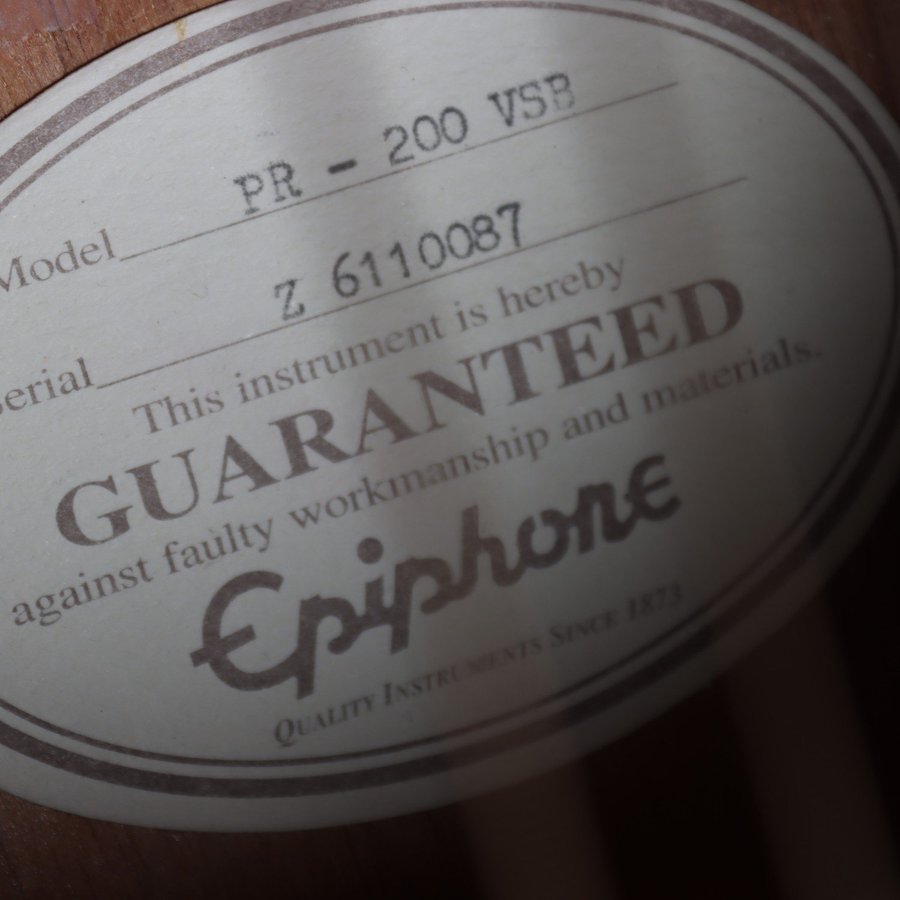 Model PR - 200 VSB
Serial Z 6110087
This instrument is hereby
GUARANTEED
against faulty workmanship and materials.
Epiphone
QUALITY INSTRUMENTS SINCE 1873